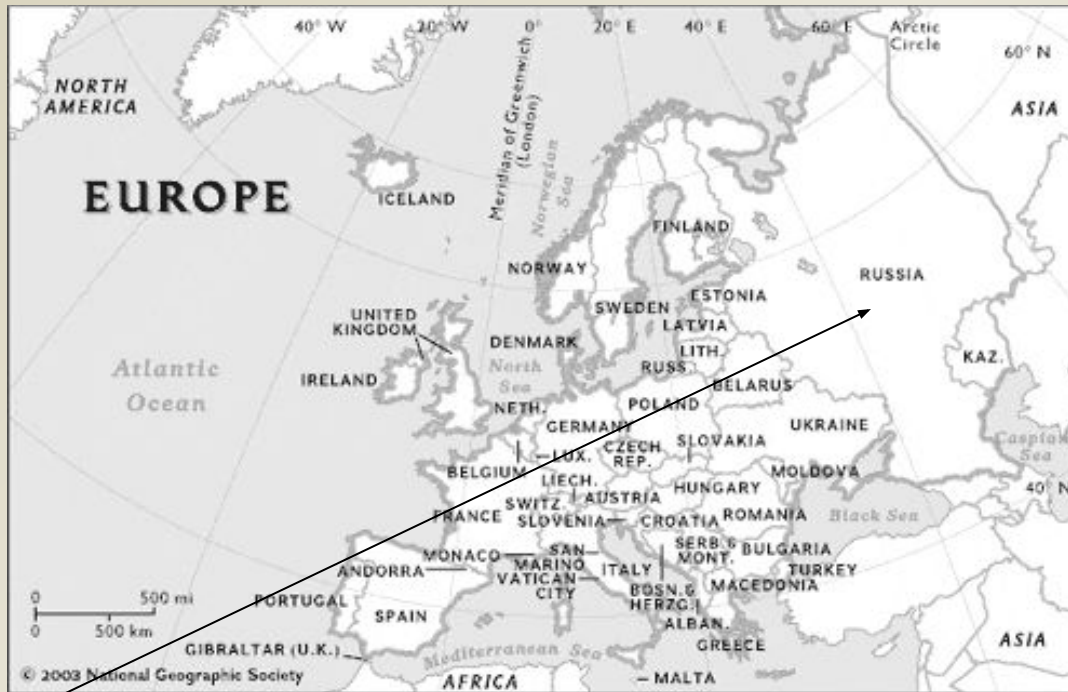 40° W
20° W
0°
20° E
40° E
60° E
Arctic
Circle
60° N
NORTH
AMERICA
ASIA
Meridian of Greenwich
(London)
Norwegian
Sea
EUROPE
ICELAND
FINLAND
NORWAY
RUSSIA
SWEDEN
ESTONIA
UNITED
KINGDOM
LATVIA
DENMARK
LITH.
KAZ.
Atlantic
Ocean
North
Sea
IRELAND
RUSS.
BELARUS
NETH.
POLAND
GERMANY
UKRAINE
LUX.
CZECH
REP.
SLOVAKIA
Caspian
Sea
BELGIUM
LIECH.
MOLDOVA
AUSTRIA
HUNGARY
40° N
SWITZ.
FRANCE
SLOVENIA
CROATIA
ROMANIA
Black Sea
MONACO
SAN
MARINO
SERB. &
MONT.
BULGARIA
ANDORRA
VATICAN
CITY
ITALY
TURKEY
BOSN. &
HERZG.
MACEDONIA
0 500 mi
0 500 km
PORTUGAL
SPAIN
ALBAN.
GREECE
ASIA
GIBRALTAR (U.K.)
Mediterranean Sea
© 2003 National Geographic Society
AFRICA
MALTA